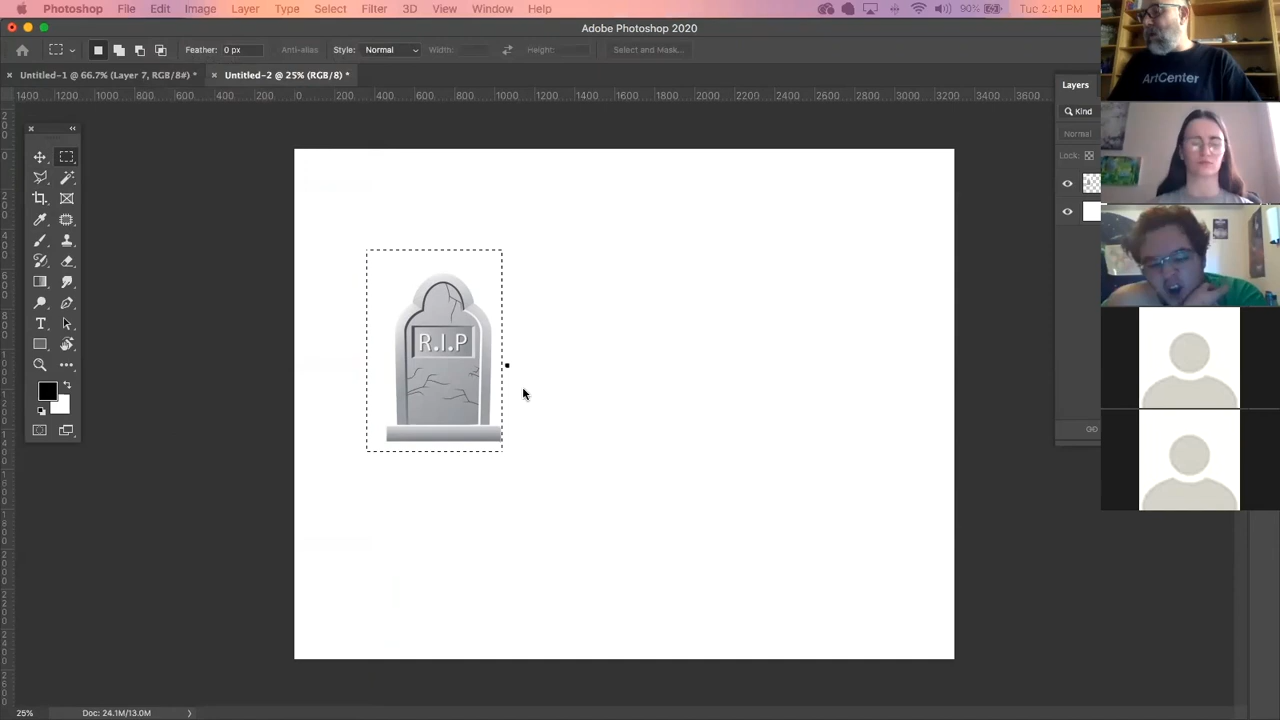 Photoshop File Edit Image Layer Type Select Filter 3D View Window Help 90% Tue 2:41 PM
Adobe Photoshop 2020
Feather: 0 px Anti-alias Style: Normal Width: Height: Select and Mask...
Untitled-1 @ 66.7% (Layer 7, RGB/8#) * Untitled-2 @ 25% (RGB/8) *
1400 1200 1000 800 600 400 200 0 200 400 600 800 1000 1200 1400 1600 1800 2000 2200 2400 2600 2800 3000 3200 3400 3600
ArtCenter
Layers
Kind
Normal
Lock:
R.I.P
T
25% Doc: 24.1M/13.0M